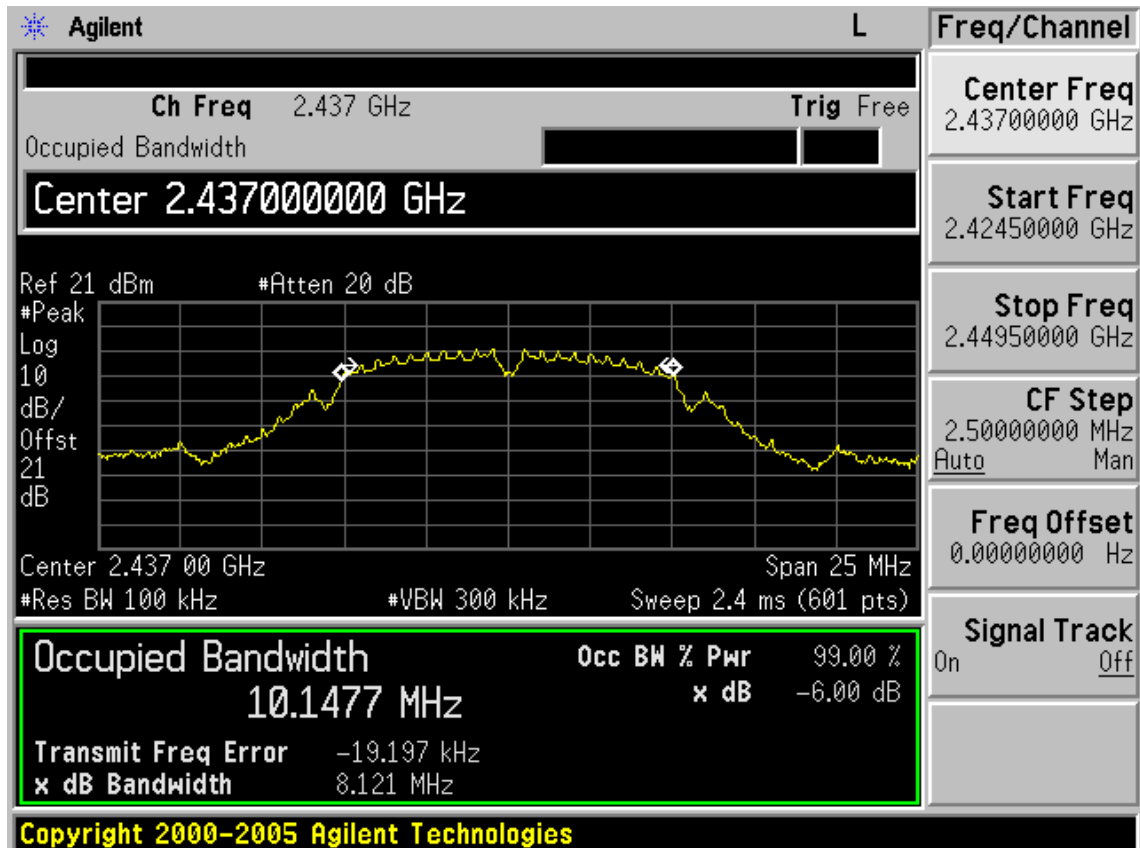 Agilent L
Freq/Channel
Ch Freq 2.437 GHz Trig Free
Occupied Bandwidth
Center 2.437000000 GHz
Ref 21 dBm #Atten 20 dB
#Peak
Log
10
dB/
Offst
21
dB
Center 2.437 00 GHz Span 25 MHz
#Res BW 100 kHz #VBW 300 kHz Sweep 2.4 ms (601 pts)
Occupied Bandwidth
10.1477 MHz
Occ BW % Pwr 99.00 %
x dB -6.00 dB
Transmit Freq Error -19.197 kHz
x dB Bandwidth 8.121 MHz
Center Freq
2.43700000 GHz
Start Freq
2.42450000 GHz
Stop Freq
2.44950000 GHz
CF Step
2.50000000 MHz
Auto Man
Freq Offset
0.00000000 Hz
Signal Track
On Off
Copyright 2000-2005 Agilent Technologies